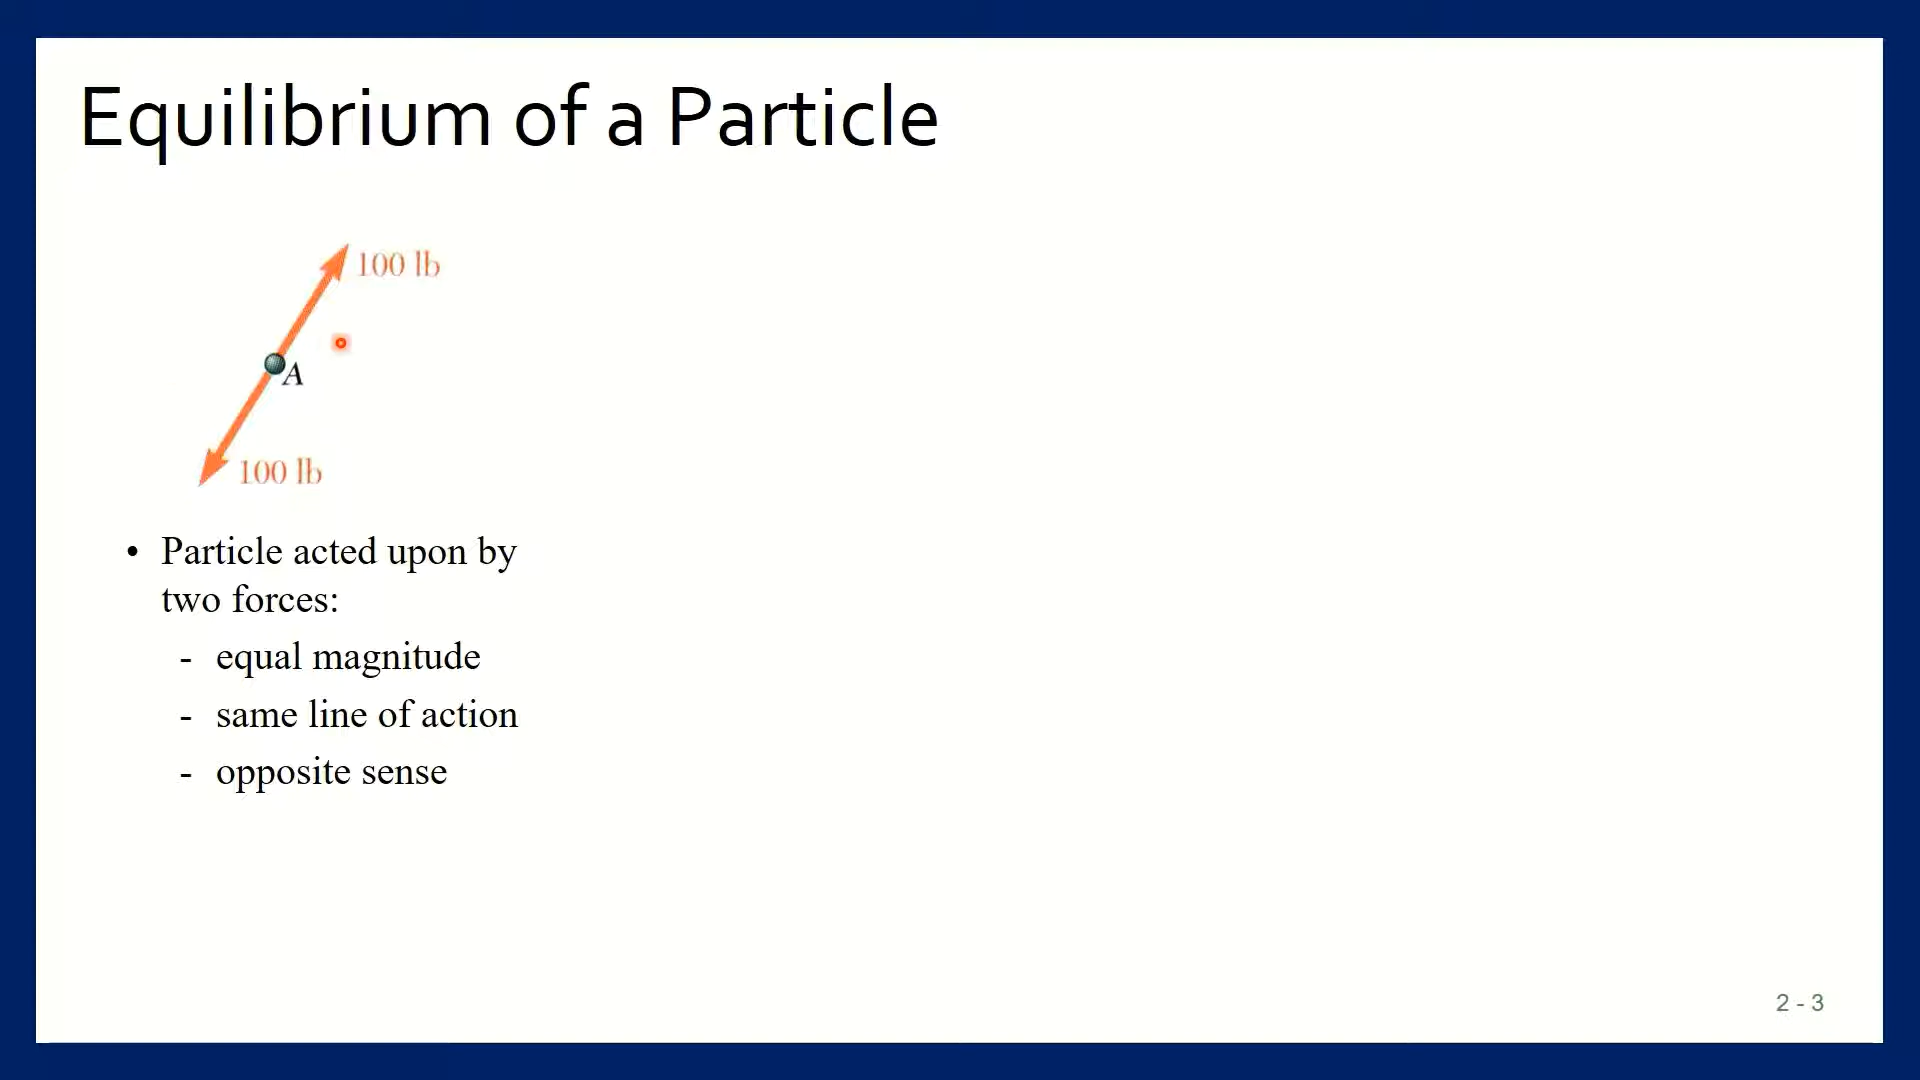 Equilibrium of a Particle
100 lb
A
100 lb
• Particle acted upon by
two forces:
- equal magnitude
- same line of action
- opposite sense
2 - 3